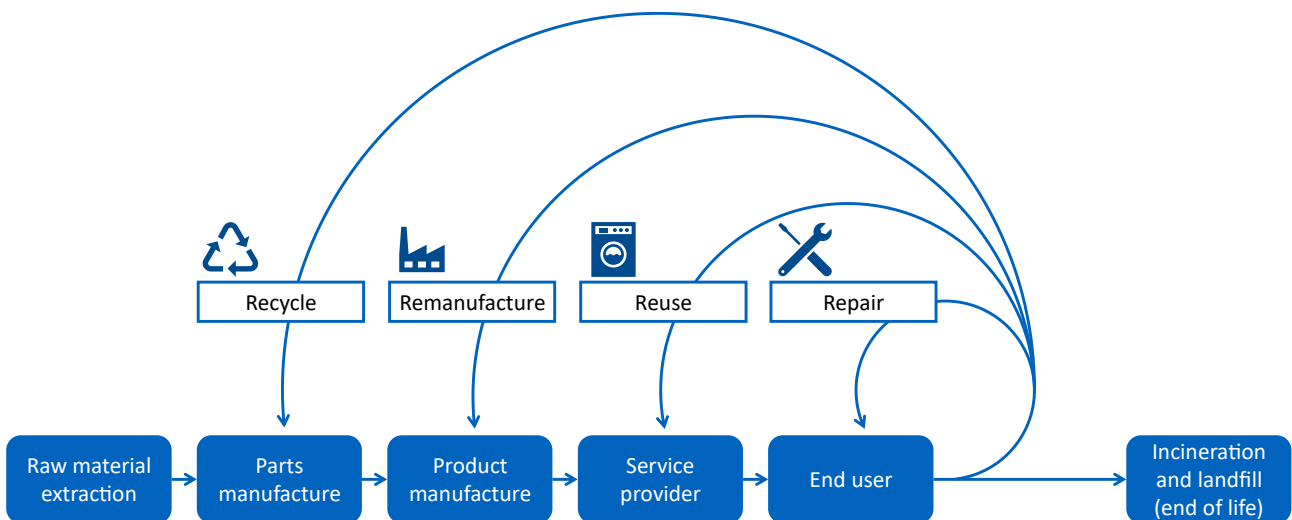 Recycle
Remanufacture
Reuse
Repair
Raw material
extraction
Parts
manufacture
Product
manufacture
Service
provider
End user
Incineration
and landfill
(end of life)